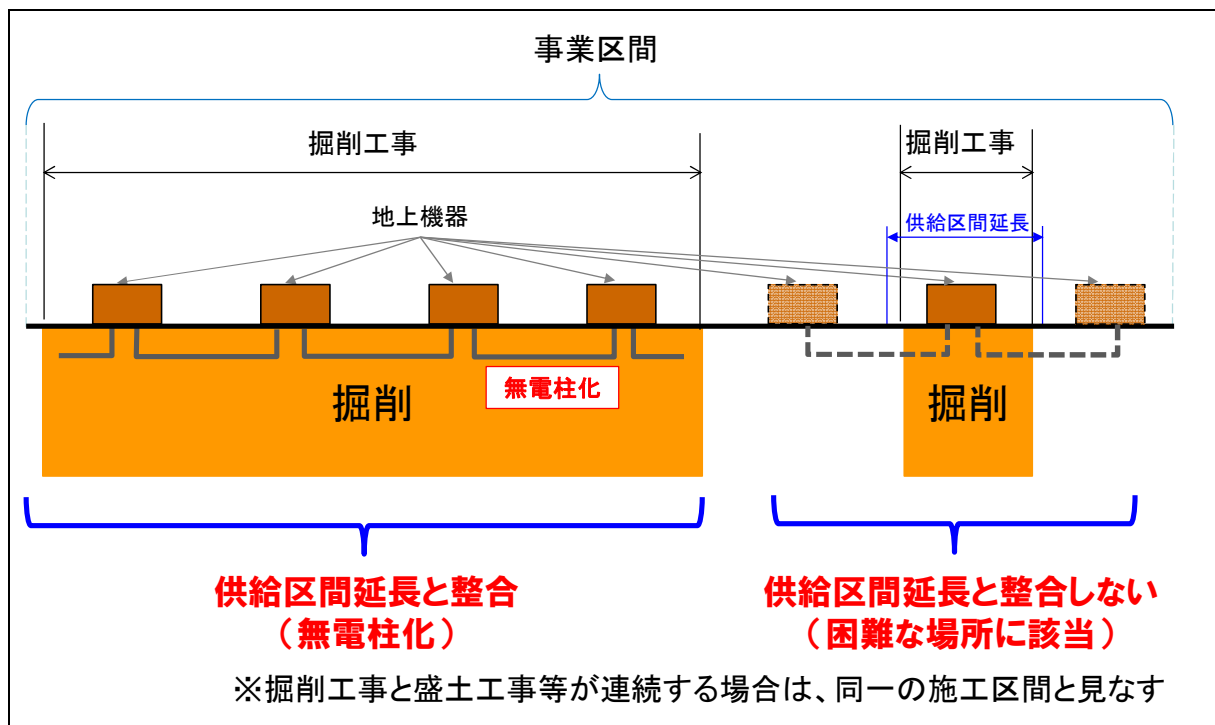 事業区間
掘削工事
掘削工事
地上機器
供給区間延長
無電柱化
掘削
掘削
供給区間延長と整合
（無電柱化）
供給区間延長と整合しない
（困難な場所に該当）
※掘削工事と盛土工事等が連続する場合は、同一の施工区間と見なす